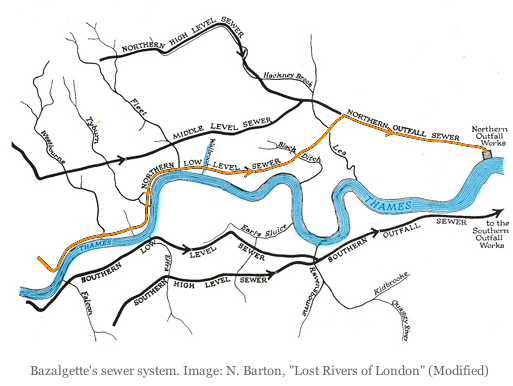 NORTHERN HIGH LEVEL SEWER
Hackney Brook
Westbourne
Tyburn
Fleet
NORTHERN OUTFALL SEWER
MIDDLE LEVEL SEWER
Northern
Outfall
Works
Walbrook
Black Ditch
Lea
NORTHERN LOW LEVEL SEWER
THAMES
THAMES
Earl's Sluice
SEWER
to the
Southern
Outfall
Works
SOUTHERN LOW LEVEL SEWER
SOUTHERN OUTFALL
Effra
SOUTHERN HIGH LEVEL SEWER
Falcon
Ravensbourne
Kidbrooke
Quaggy River
Bazalgette's sewer system. Image: N. Barton, "Lost Rivers of London" (Modified)